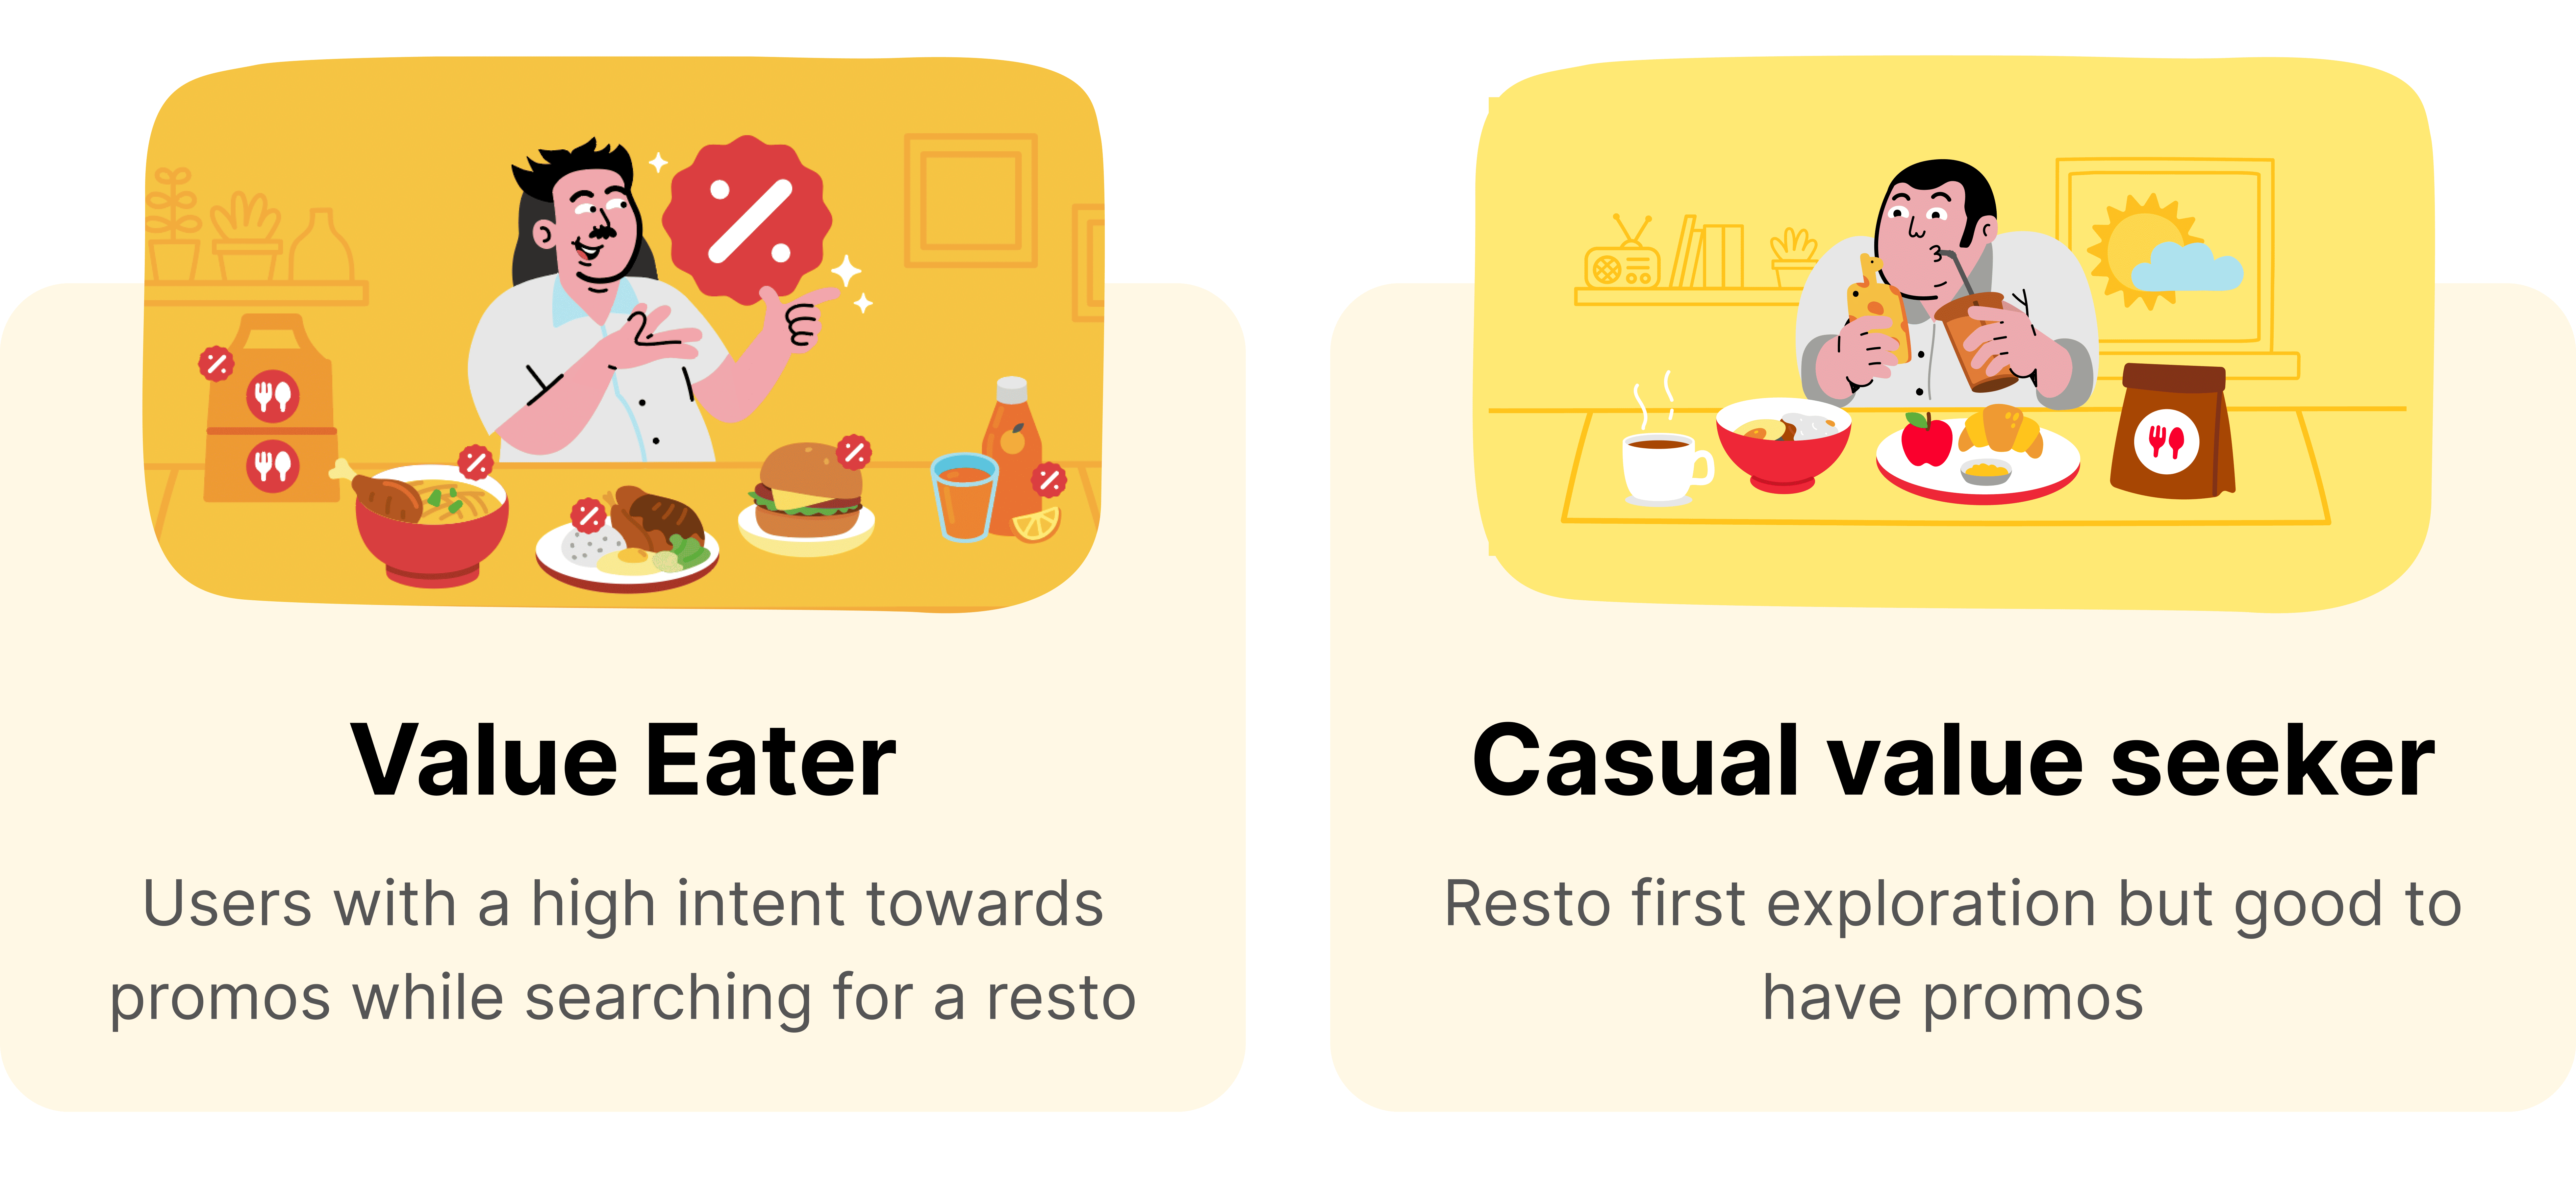 Value Eater
Users with a high intent towards
promos while searching for a resto
Casual value seeker
Resto first exploration but good to
have promos